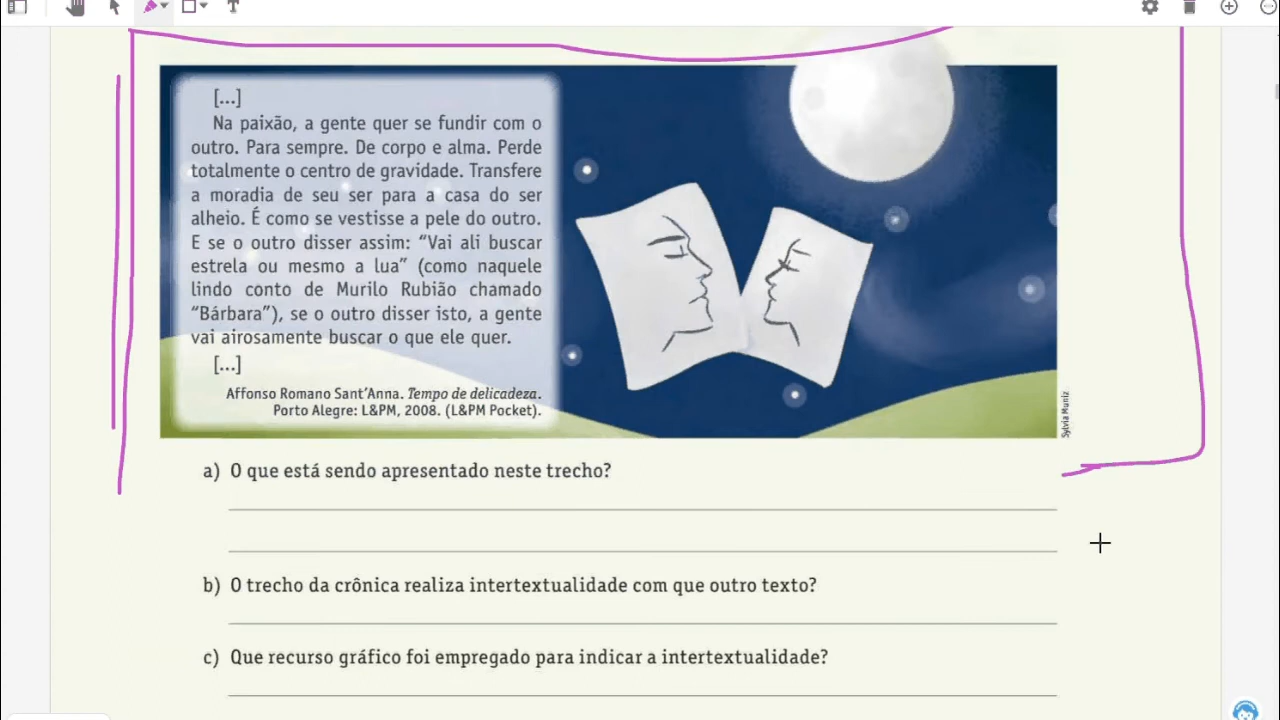 [...]
Na paixão, a gente quer se fundir com o
outro. Para sempre. De corpo e alma. Perde
totalmente o centro de gravidade. Transfere
a moradia de seu ser para a casa do ser
alheio. É como se vestisse a pele do outro.
E se o outro disser assim: “Vai ali buscar
estrela ou mesmo a lua” (como naquele
lindo conto de Murilo Rubião chamado
“Bárbara”), se o outro disser isto, a gente
vai airosamente buscar o que ele quer.
[...]
Affonso Romano Sant’Anna. Tempo de delicadeza.
Porto Alegre: L&PM, 2008. (L&PM Pocket).
Sylvia Muniz
a) O que está sendo apresentado neste trecho?
b) O trecho da crônica realiza intertextualidade com que outro texto?
c) Que recurso gráfico foi empregado para indicar a intertextualidade?